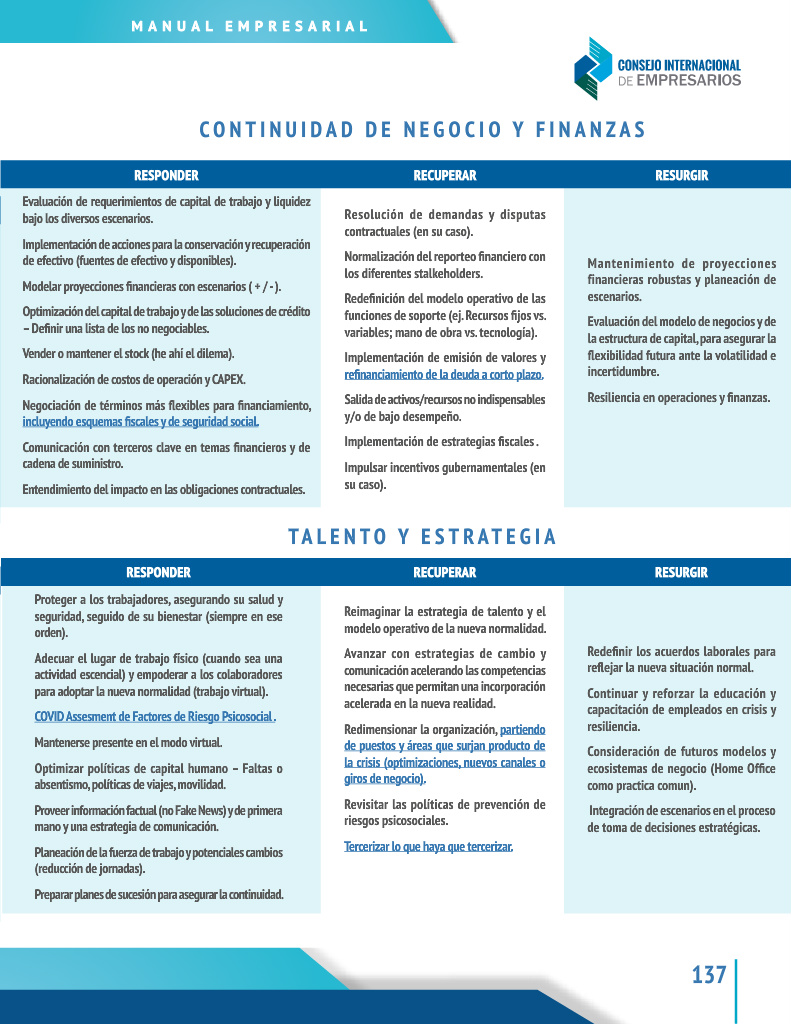 MANUAL EMPRESARIAL
CONSEJO INTERNACIONAL
DE EMPRESARIOS
CONTINUIDAD DE NEGOCIO Y FINANZAS
RESPONDER
Evaluación de requerimientos de capital de trabajo y liquidez
bajo los diversos escenarios.
Implementación de acciones para la conservación y recuperación
de efectivo (fuentes de efectivo y disponibles).
Modelar proyecciones financieras con escenarios ( + / - ).
Optimización del capital de trabajo y de las soluciones de crédito
– Definir una lista de los no negociables.
Vender o mantener el stock (he ahí el dilema).
Racionalización de costos de operación y CAPEX.
Negociación de términos más flexibles para financiamiento,
incluyendo esquemas fiscales y de seguridad social.
Comunicación con terceros clave en temas financieros y de
cadena de suministro.
Entendimiento del impacto en las obligaciones contractuales.
RECUPERAR
Resolución de demandas y disputas
contractuales (en su caso).
Normalización del reporteo financiero con
los diferentes stalkeholders.
Redefinición del modelo operativo de las
funciones de soporte (ej. Recursos fijos vs.
variables; mano de obra vs. tecnología).
Implementación de emisión de valores y
refinanciamiento de la deuda a corto plazo.
Salida de activos/recursos no indispensables
y/o de bajo desempeño.
Implementación de estrategias fiscales .
Impulsar incentivos gubernamentales (en
su caso).
RESURGIR
Mantenimiento de proyecciones
financieras robustas y planeación de
escenarios.
Evaluación del modelo de negocios y de
la estructura de capital, para asegurar la
flexibilidad futura ante la volatilidad e
incertidumbre.
Resiliencia en operaciones y finanzas.
TALENTO Y ESTRATEGIA
RESPONDER
Proteger a los trabajadores, asegurando su salud y
seguridad, seguido de su bienestar (siempre en ese
orden).
Adecuar el lugar de trabajo físico (cuando sea una
actividad escencial) y empoderar a los colaboradores
para adoptar la nueva normalidad (trabajo virtual).
COVID Assesment de Factores de Riesgo Psicosocial .
Mantenerse presente en el modo virtual.
Optimizar políticas de capital humano – Faltas o
absentismo, políticas de viajes, movilidad.
Proveer información factual (no Fake News) y de primera
mano y una estrategia de comunicación.
Planeación de la fuerza de trabajo y potenciales cambios
(reducción de jornadas).
Preparar planes de sucesión para asegurar la continuidad.
RECUPERAR
Reimaginar la estrategia de talento y el
modelo operativo de la nueva normalidad.
Avanzar con estrategias de cambio y
comunicación acelerando las competencias
necesarias que permitan una incorporación
acelerada en la nueva realidad.
Redimensionar la organización, partiendo
de puestos y áreas que surjan producto de
la crisis (optimizaciones, nuevos canales o
giros de negocio).
Revisitar las políticas de prevención de
riesgos psicosociales.
Tercerizar lo que haya que tercerizar.
RESURGIR
Redefinir los acuerdos laborales para
reflejar la nueva situación normal.
Continuar y reforzar la educación y
capacitación de empleados en crisis y
resiliencia.
Consideración de futuros modelos y
ecosistemas de negocio (Home Office
como practica comun).
Integración de escenarios en el proceso
de toma de decisiones estratégicas.
137